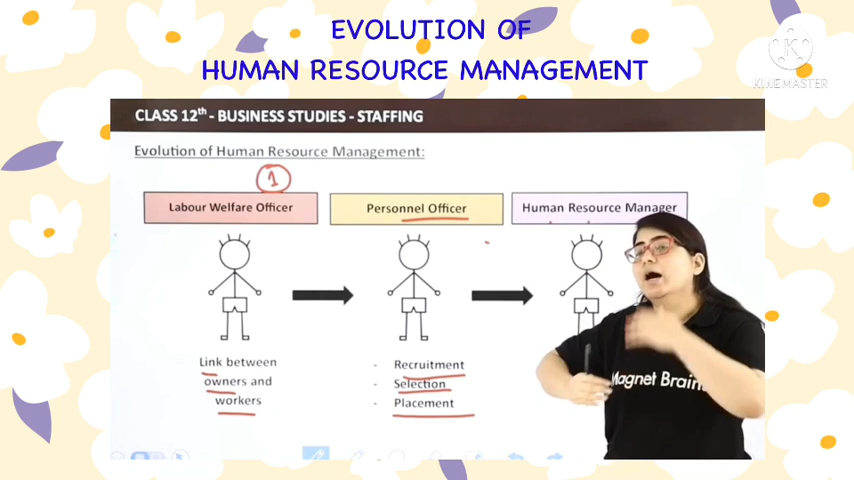 EVOLUTION OF
HUMAN RESOURCE MANAGEMENT
KINEMASTER
CLASS 12th - BUSINESS STUDIES - STAFFING
Evolution of Human Resource Management:
1
Labour Welfare Officer
Personnel Officer
Human Resource Manager
Link between
owners and
workers
- Recruitment
- Selection
- Placement
Magnet Brains